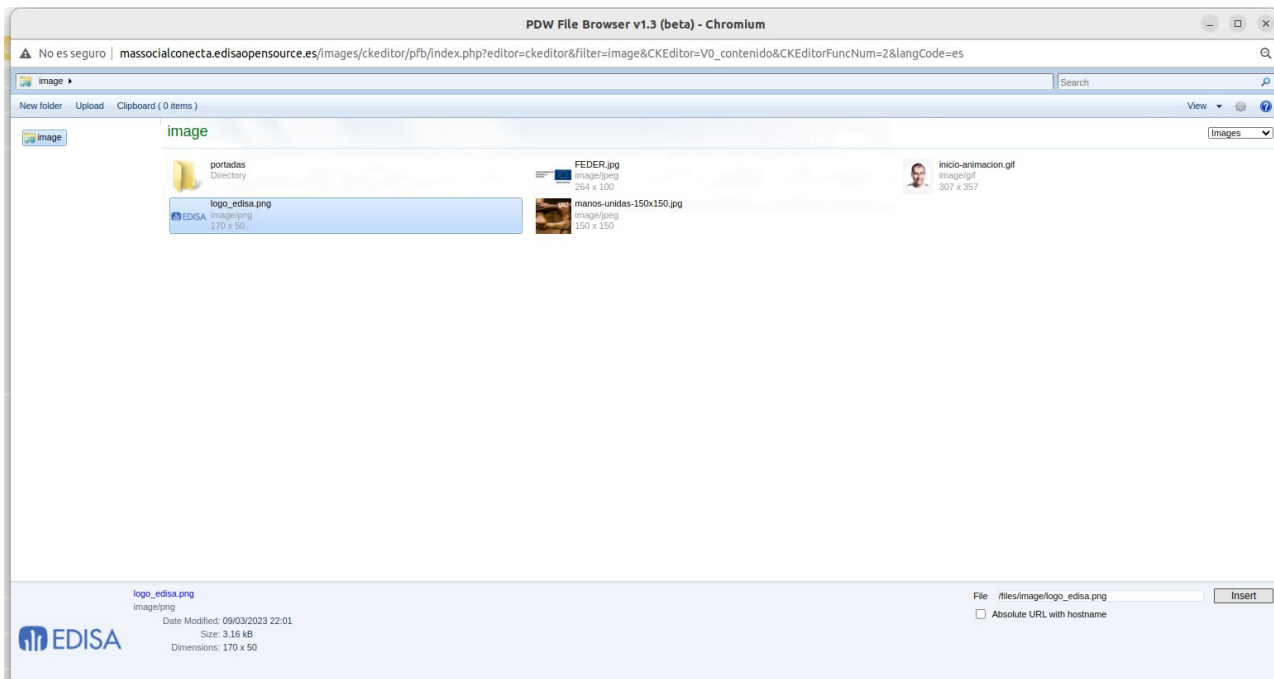 PDW File Browser v1.3 (beta) - Chromium
No es seguro | massocialconecta.edisaopensource.es/images/ckeditor/pfb/index.php?editor=ckeditor&filter=image&CKEditor=V0_contenido&CKEditorFuncNum=2&langCode=es
image
Search
New folder Upload Clipboard ( 0 items )
View
image
image
Images
portadas
Directory
FEDER.jpg
image/jpeg
264 x 100
inicio-animacion.gif
image/gif
307 x 357
EDISA
logo_edisa.png
image/png
170 x 50
manos-unidas-150x150.jpg
image/jpeg
150 x 150
logo_edisa.png
image/png
Date Modified: 09/03/2023 22:01
Size: 3.16 kB
Dimensions: 170 x 50
EDISA
File /files/image/logo_edisa.png
Insert
Absolute URL with hostname